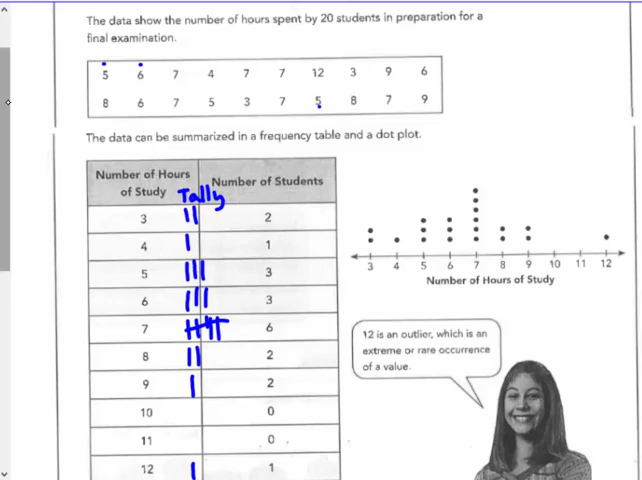 The data show the number of hours spent by 20 students in preparation for a
final examination.
5 6 7 4 7 7 12 3 9 6
8 6 7 5 3 7 5 8 7 9
The data can be summarized in a frequency table and a dot plot.
Number of Hours of Study Tally Number of Students
3 || 2
4 | 1
5 ||| 3
6 ||| 3
7 6
8 || 2
9 | 2
10 0
11 0
12 | 1
3 4 5 6 7 8 9 10 11 12
Number of Hours of Study
12 is an outlier, which is an
extreme or rare occurrence
of a value.